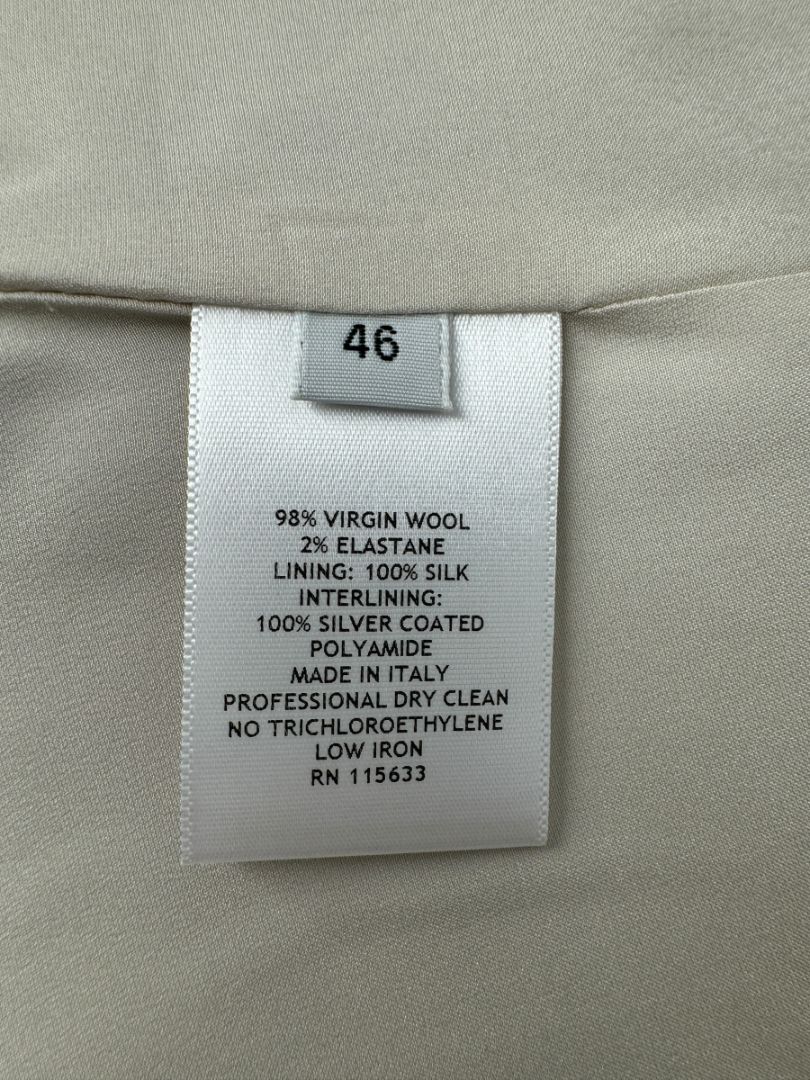 46
98% VIRGIN WOOL
2% ELASTANE
LINING: 100% SILK
INTERLINING:
100% SILVER COATED
POLYAMIDE
MADE IN ITALY
PROFESSIONAL DRY CLEAN
NO TRICHLOROETHYLENE
LOW IRON
RN 115633